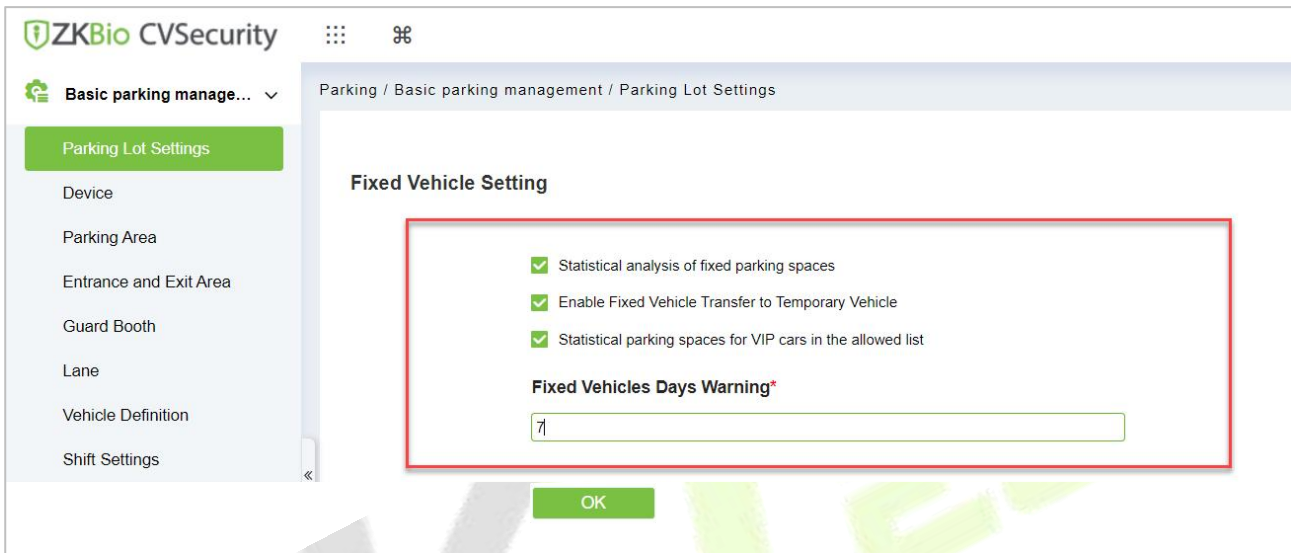 ZKBio CVSecurity
Basic parking manage...
Parking / Basic parking management / Parking Lot Settings
Parking Lot Settings
Device
Parking Area
Entrance and Exit Area
Guard Booth
Lane
Vehicle Definition
Shift Settings
Fixed Vehicle Setting
Statistical analysis of fixed parking spaces
Enable Fixed Vehicle Transfer to Temporary Vehicle
Statistical parking spaces for VIP cars in the allowed list
Fixed Vehicles Days Warning*
7
OK